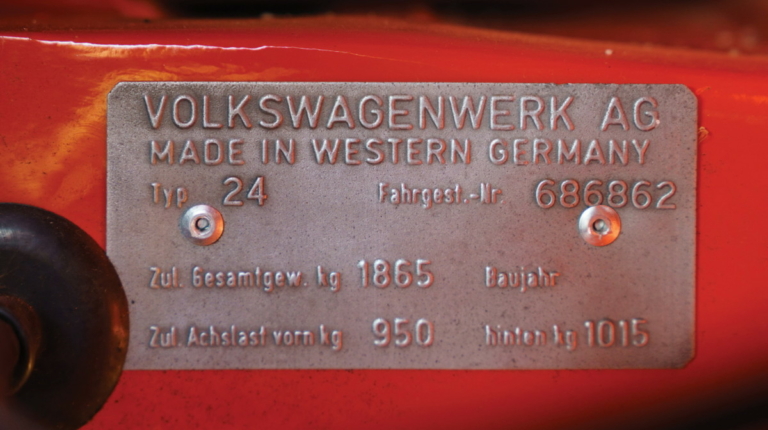 VOLKSWAGENWERK AG
MADE IN WESTERN GERMANY
Typ 24 Fahrgest.-Nr. 686862
Zul. Gesamtgew. kg 1865 Baujahr
Zul. Achslast vorn kg 950 hinten kg 1015